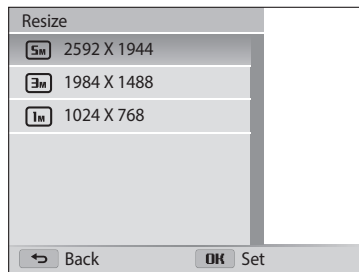 Resize
5M 2592 X 1944
3M 1984 X 1488
1M 1024 X 768
Back OK Set